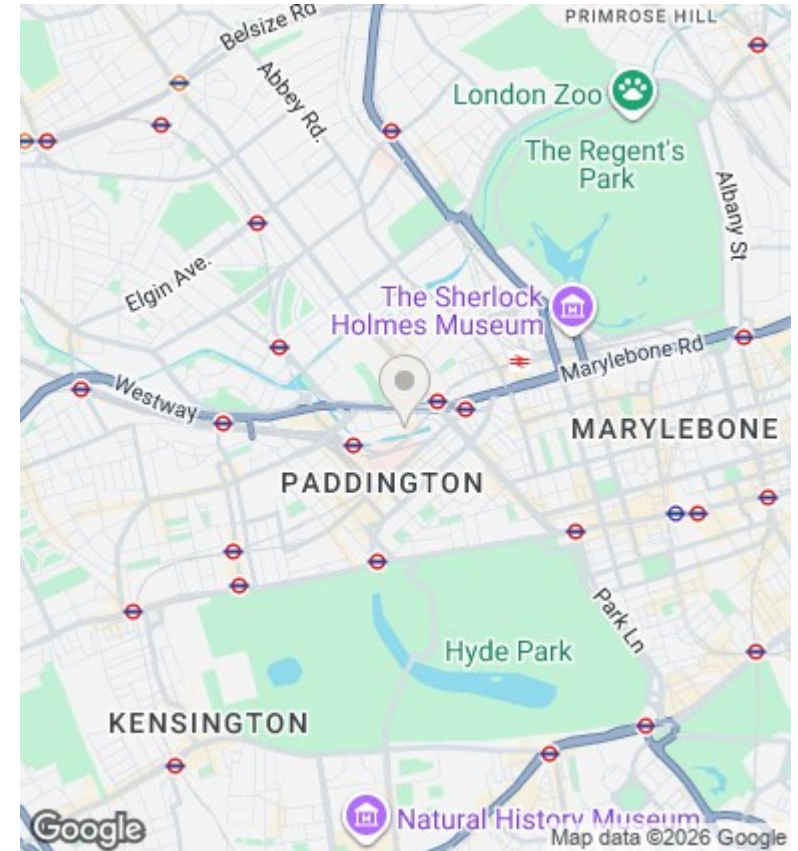 PRIMROSE HILL
Belsize Rd
Abbey Rd.
London Zoo
The Regent's
Park
Albany St
Elgin Ave.
The Sherlock
Holmes Museum
Marylebone Rd
Westway
MARYLEBONE
PADDINGTON
Park Ln
Hyde Park
KENSINGTON
Natural History Museum
Google
Map data ©2026 Google